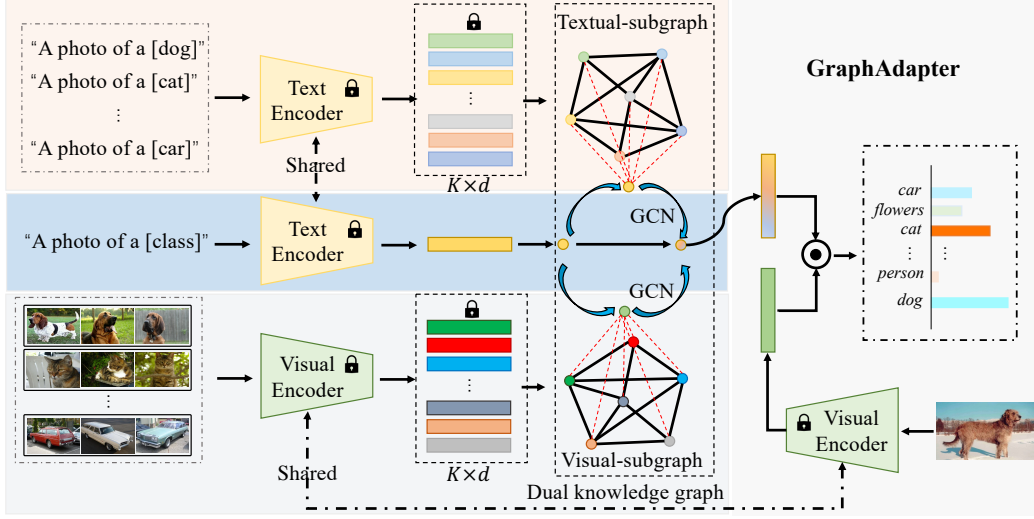 “A photo of a [dog]”
“A photo of a [cat]”
⋮
“A photo of a [car]”
Text
Encoder
Shared
K×d
Textual-subgraph
“A photo of a [class]”
Text
Encoder
GCN
GCN
Visual
Encoder
Shared
K×d
Visual-subgraph
Dual knowledge graph
GraphAdapter
car
flowers
cat
⋮ ⋮
person
dog
Visual
Encoder